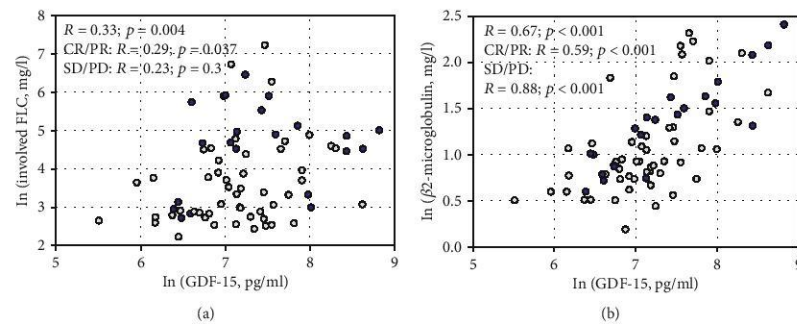 R = 0.33; p = 0.004
CR/PR: R = 0.29; p = 0.037
SD/PD: R = 0.23; p = 0.3
8
7
6
5
4
3
2
ln (involved FLC, mg/l)
5 6 7 8 9
ln (GDF-15, pg/ml)
(a)
R = 0.67; p < 0.001
CR/PR: R = 0.59; p < 0.001
SD/PD:
R = 0.88; p < 0.001
2.5
2.0
1.5
1.0
0.5
0.0
ln (β2-microglobulin, mg/l)
5 6 7 8 9
ln (GDF-15, pg/ml)
(b)